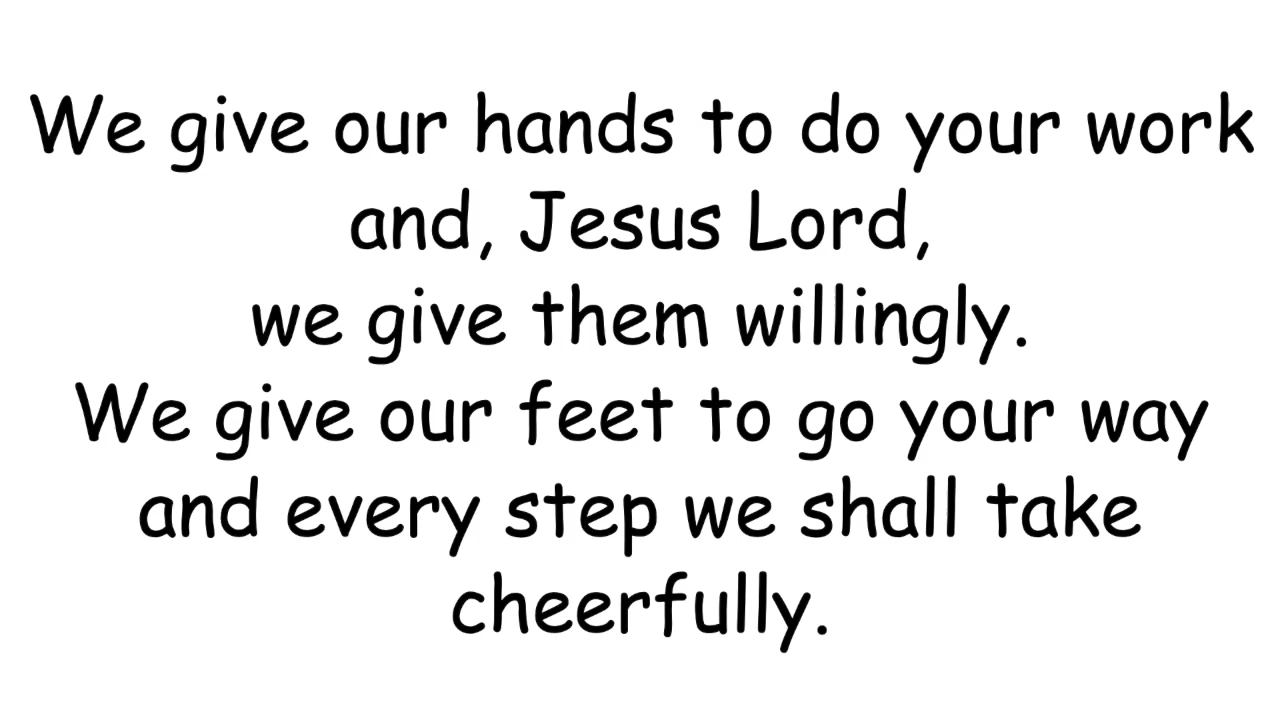 We give our hands to do your work
and, Jesus Lord,
we give them willingly.
We give our feet to go your way
and every step we shall take
cheerfully.